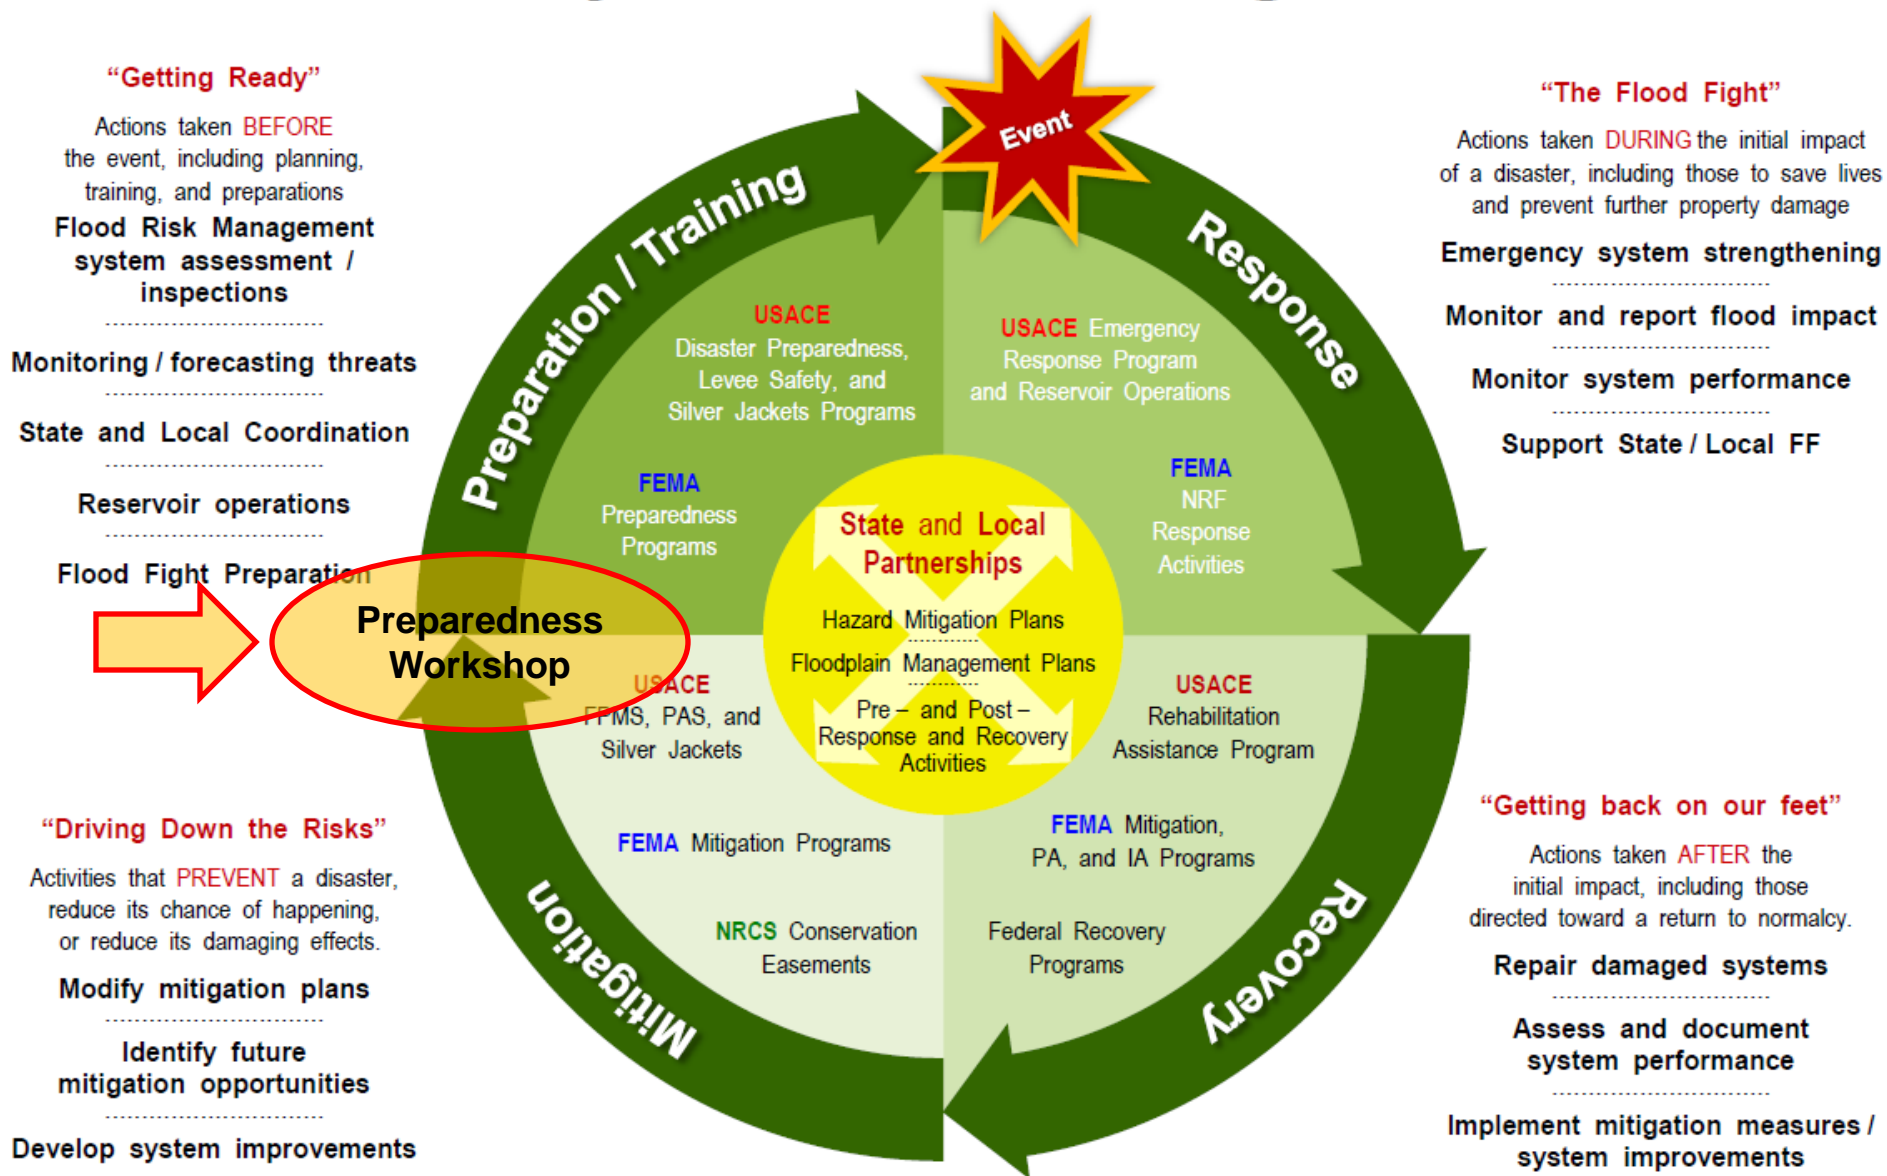 “Getting Ready”
Actions taken BEFORE
the event, including planning,
training, and preparations
Flood Risk Management
system assessment /
inspections
Monitoring / forecasting threats
State and Local Coordination
Reservoir operations
Flood Fight Preparation
Preparedness
Workshop
“Driving Down the Risks”
Activities that PREVENT a disaster,
reduce its chance of happening,
or reduce its damaging effects.
Modify mitigation plans
Identify future
mitigation opportunities
Develop system improvements
Preparation / Training
USACE
Disaster Preparedness,
Levee Safety, and
Silver Jackets Programs
FEMA
Preparedness
Programs
Event
Response
USACE Emergency
Response Program
and Reservoir Operations
FEMA
NRF
Response
Activities
State and Local
Partnerships
Hazard Mitigation Plans
Floodplain Management Plans
Pre – and Post –
Response and Recovery
Activities
USACE
FPMS, PAS, and
Silver Jackets
FEMA Mitigation Programs
NRCS Conservation
Easements
Mitigation
USACE
Rehabilitation
Assistance Program
FEMA Mitigation,
PA, and IA Programs
Federal Recovery
Programs
Recovery
“The Flood Fight”
Actions taken DURING the initial impact
of a disaster, including those to save lives
and prevent further property damage
Emergency system strengthening
Monitor and report flood impact
Monitor system performance
Support State / Local FF
“Getting back on our feet”
Actions taken AFTER the
initial impact, including those
directed toward a return to normalcy.
Repair damaged systems
Assess and document
system performance
Implement mitigation measures /
system improvements